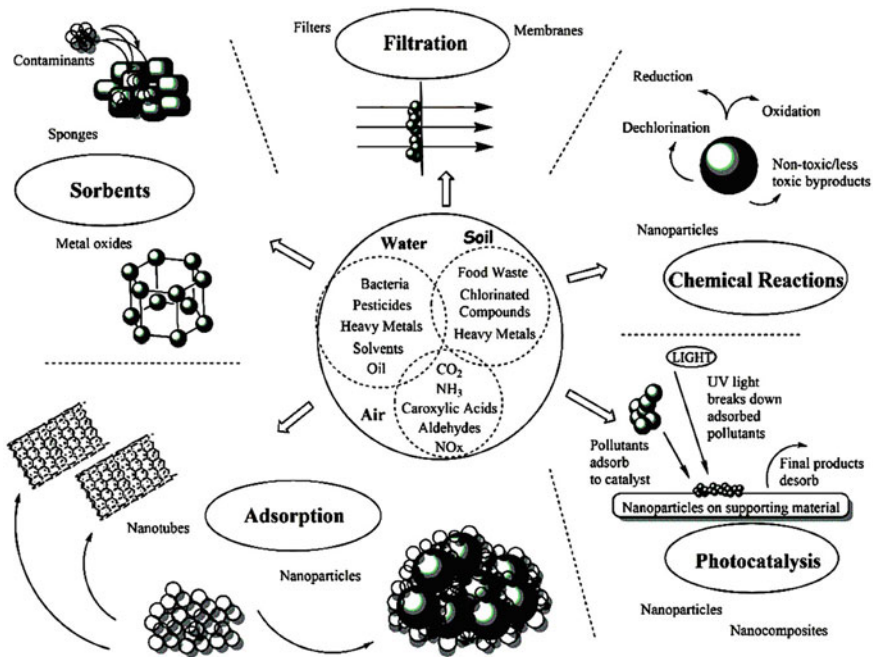 Filters
Filtration
Membranes
Contaminants
Sponges
Sorbents
Metal oxides
Reduction
Oxidation
Dechlorination
Non-toxic/less
toxic byproducts
Nanoparticles
Chemical Reactions
Water
Soil
Bacteria
Pesticides
Heavy Metals
Solvents
Oil
Food Waste
Chlorinated
Compounds
Heavy Metals
Air
CO₂
NH₃
Caroxylic Acids
Aldehydes
NOx
LIGHT
UV light
breaks down
adsorbed
pollutants
Pollutants
adsorb
to catalyst
Final products
desorb
Nanoparticles on supporting material
Photocatalysis
Nanoparticles
Nanocomposites
Nanotubes
Adsorption
Nanoparticles